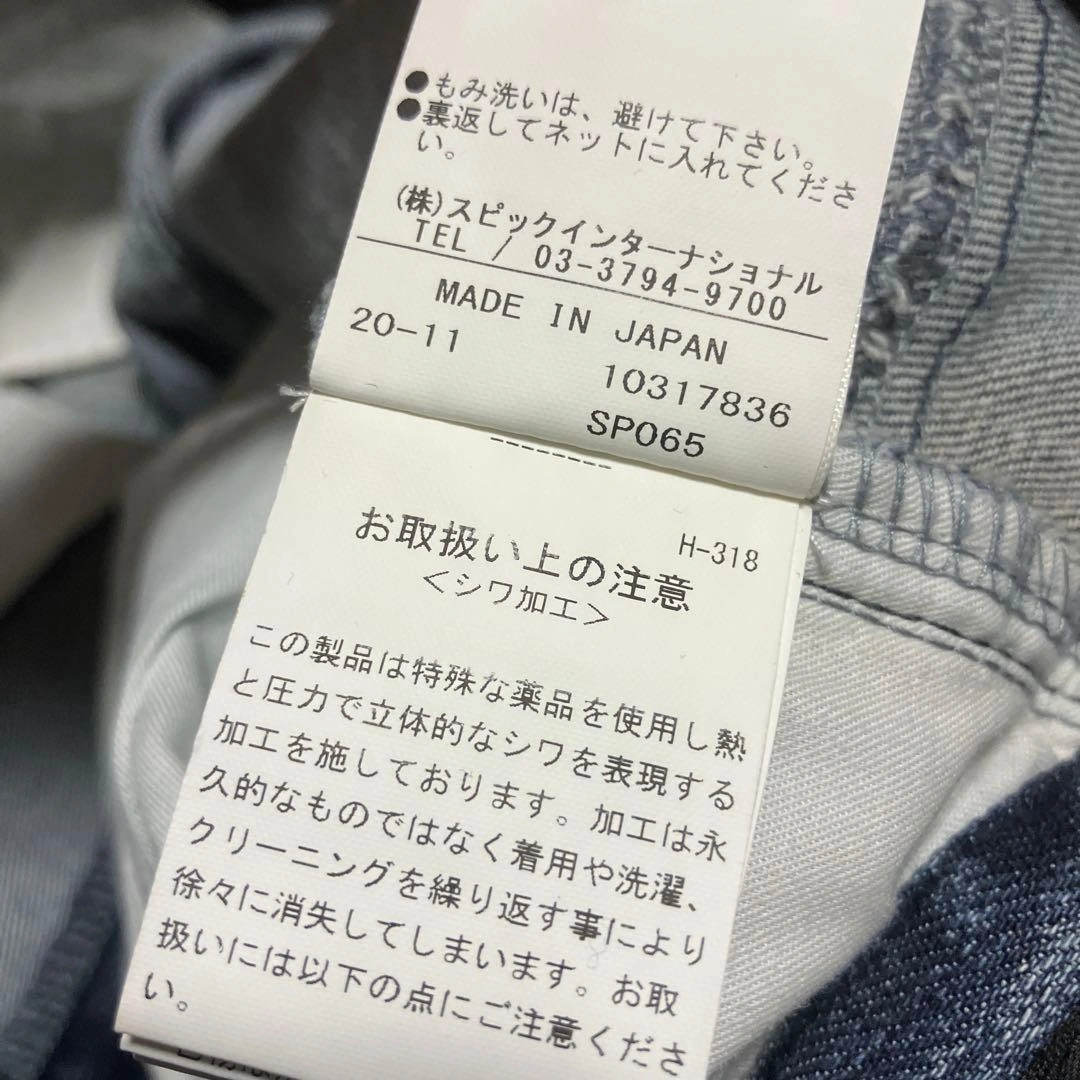 ●もみ洗いは、避けて下さい。
●裏返してネットに入れてくださ
い。
(株)スピックインターナショナル
TEL / 03-3794-9700
MADE IN JAPAN
20-11
10317836
SP065
-------
お取扱い上の注意
H-318
＜シワ加工＞
この製品は特殊な薬品を使用し熱
と圧力で立体的なシワを表現する
加工を施しております。加工は永
久的なものではなく着用や洗濯、
クリーニングを繰り返す事により
徐々に消失してしまいます。お取
扱いには以下の点にご注意くださ
い。